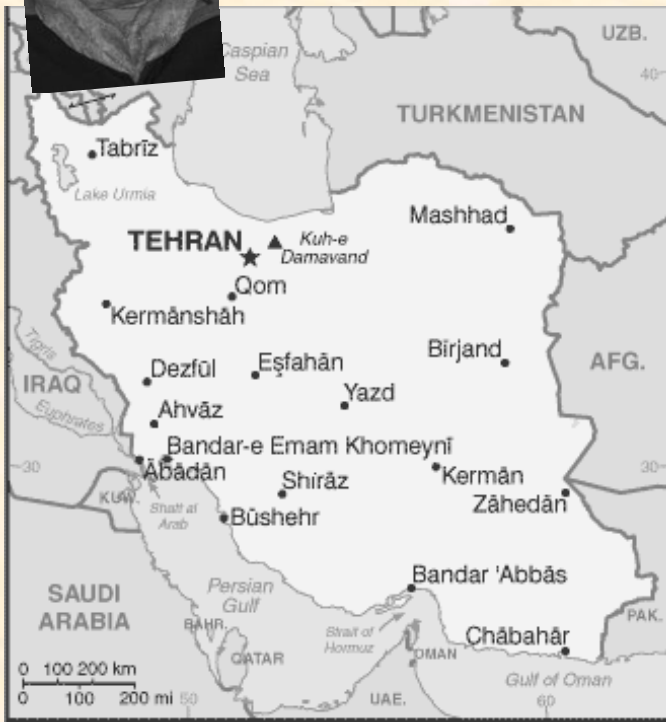 UZB.
Caspian
Sea
40
TURKMENISTAN
Tabrīz
Lake Urmia
Mashhad
TEHRAN
Kuh-e
Damavand
Qom
Kermānshāh
Tigris
Dezfūl
Eşfahān
Bīrjand
AFG.
IRAQ
Yazd
Euphrates
Ahvāz
Bandar-e Emam Khomeynī
30
30
Ābādān
Shīrāz
Kermān
KUW.
Shatt al
Arab
Zāhedān
Būshehr
Bandar 'Abbās
SAUDI
ARABIA
Persian
Gulf
BAHR.
Strait of
Hormuz
PAK.
Chābahār
QATAR
OMAN
0 100 200 km
0 100 200 mi
50
Gulf of Oman
60
UAE.